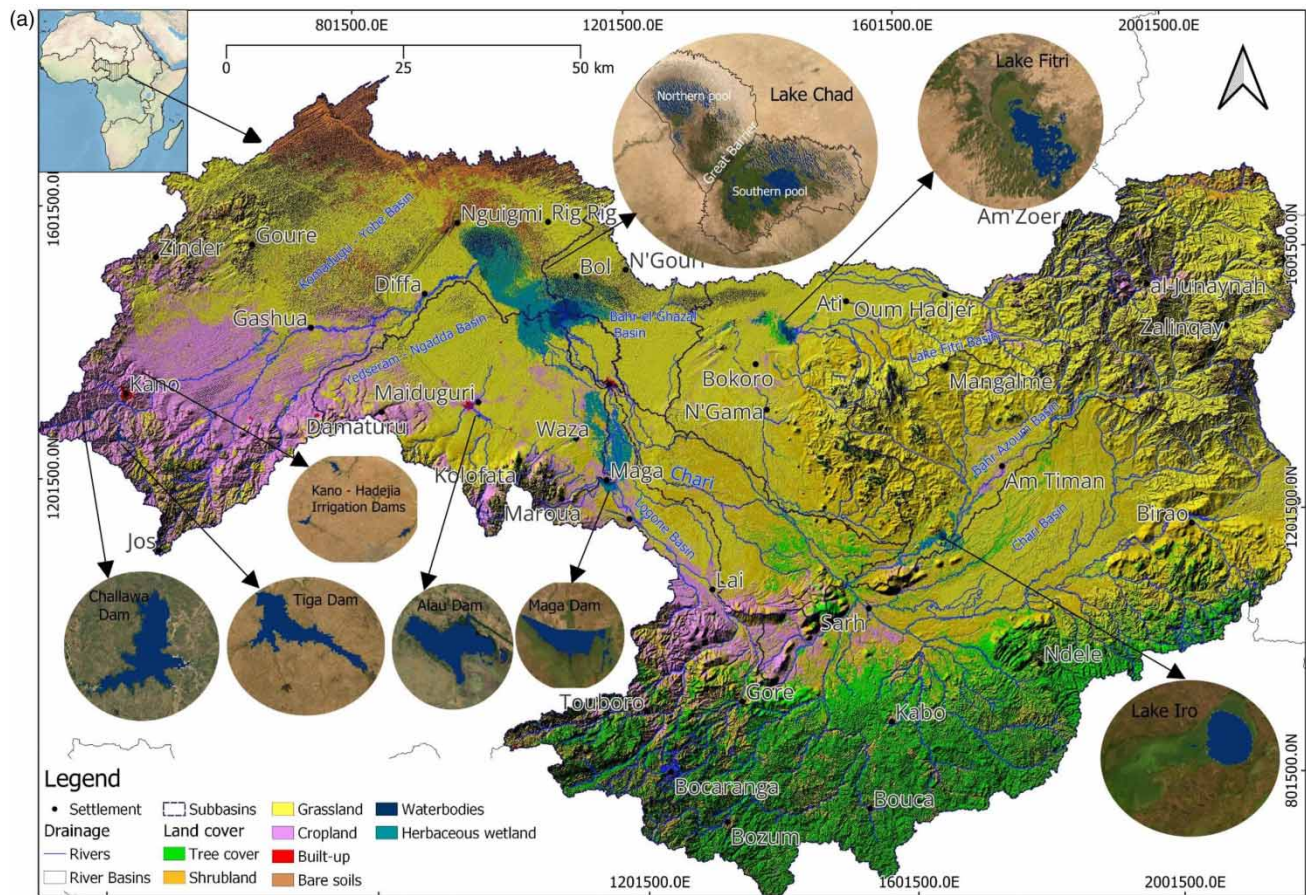 (a)
801500.0E
1201500.0E
1601500.0E
2001500.0E
0
25
50 km
Northern pool
Lake Chad
Great Barrier
Southern pool
Lake Fitri
Am'Zoer
1601500.0N
1601500.0N
Nguigmi
Rig Rig
Zinder
Goure
Komadugu - Yobe Basin
Bol
N'Gouri
Diffa
Ati
Oum Hadjer
al-Junaynah
Zalingay
Gashua
Bahr el Ghazal
Basin
Lake Fitri Basin
Yedseram - Ngadda Basin
Bokoro
Mangalme
Kano
Maiduguri
N'Gama
Damaturu
Waza
Bahr Azoum Basin
Kolofata
Maga
Chari
Am Timan
1201500.0N
1201500.0N
Kano - Hadejia
Irrigation Dams
Maroua
Logone Basin
Chari Basin
Birao
Jos
Challawa
Dam
Tiga Dam
Alau Dam
Maga Dam
Lai
Sarh
Ndele
Touboro
Gore
Kabo
Lake Iro
801500.0N
Bocaranga
Bouca
Bozum
Legend
Settlement
Subbasins
Grassland
Waterbodies
Drainage
Land cover
Cropland
Herbaceous wetland
Rivers
Tree cover
Built-up
River Basins
Shrubland
Bare soils
1201500.0E
1601500.0E
2001500.0E